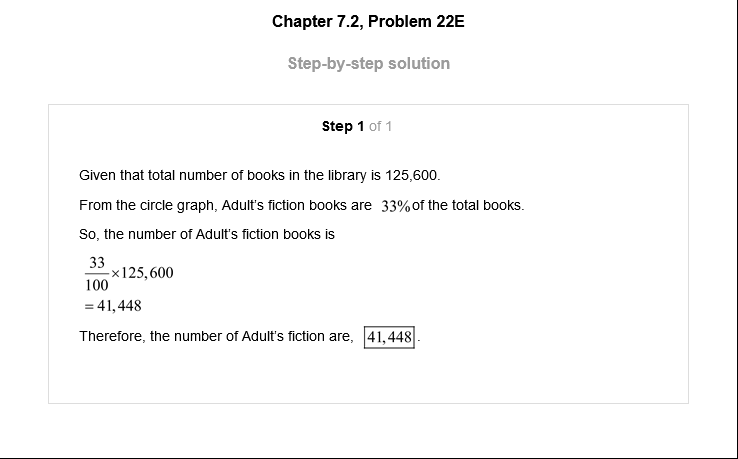 Chapter 7.2, Problem 22E
Step-by-step solution
Step 1 of 1
Given that total number of books in the library is 125,600.
From the circle graph, Adult's fiction books are 33% of the total books.
So, the number of Adult's fiction books is
33
100 ×125,600
= 41,448
Therefore, the number of Adult's fiction are, 41,448.